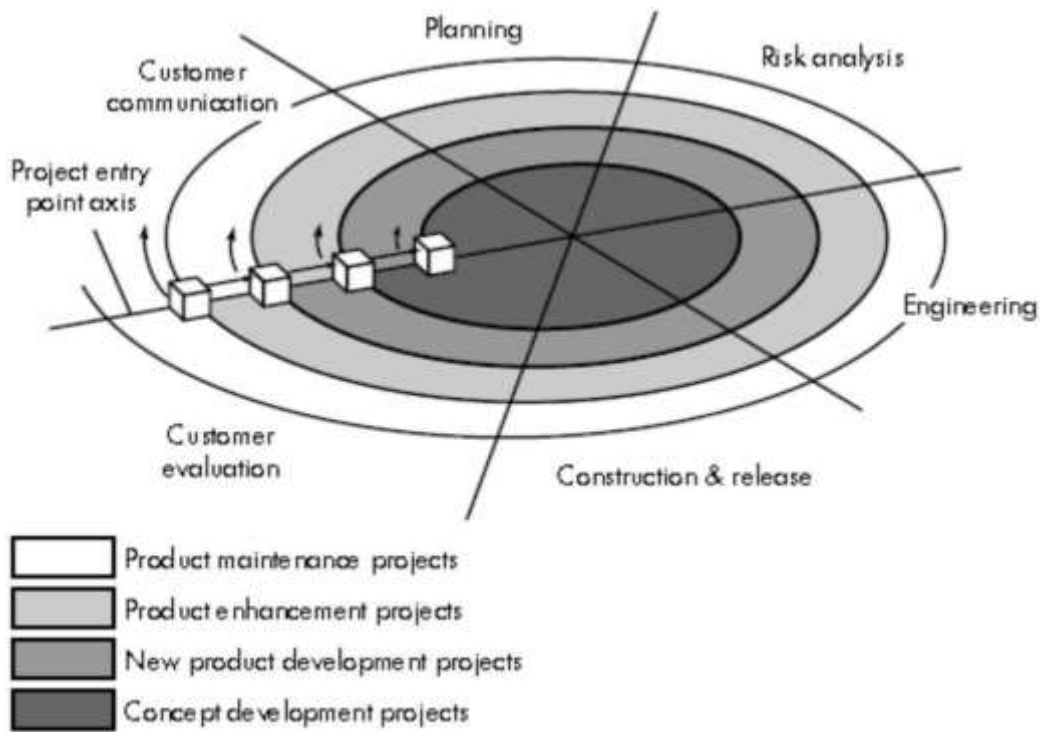 Planning
Risk analysis
Customer
communication
Project entry
point axis
Engineering
Customer
evaluation
Construction & release
Product maintenance projects
Product enhancement projects
New product development projects
Concept development projects